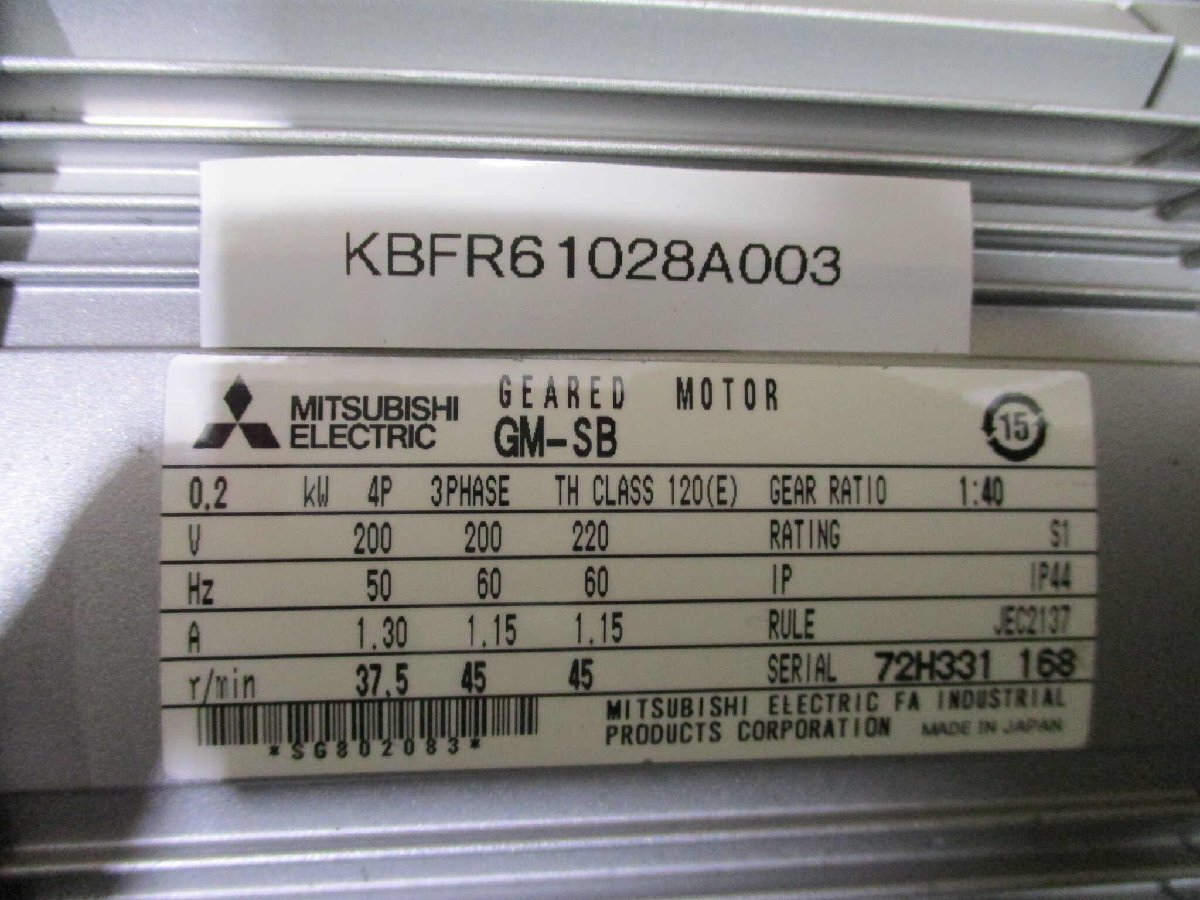 KBFR61028A003
MITSUBISHI ELECTRIC GEARED MOTOR
GM-SB 15
0.2 kW 4P 3PHASE TH CLASS 120(E) GEAR RATIO 1:40
V 200 200 220 RATING S1
Hz 50 60 60 IP IP44
A 1.30 1.15 1.15 RULE JEC2137
r/min 37.5 45 45 SERIAL 72H331 168
MITSUBISHI ELECTRIC FA INDUSTRIAL
PRODUCTS CORPORATION MADE IN JAPAN
*SG802083*